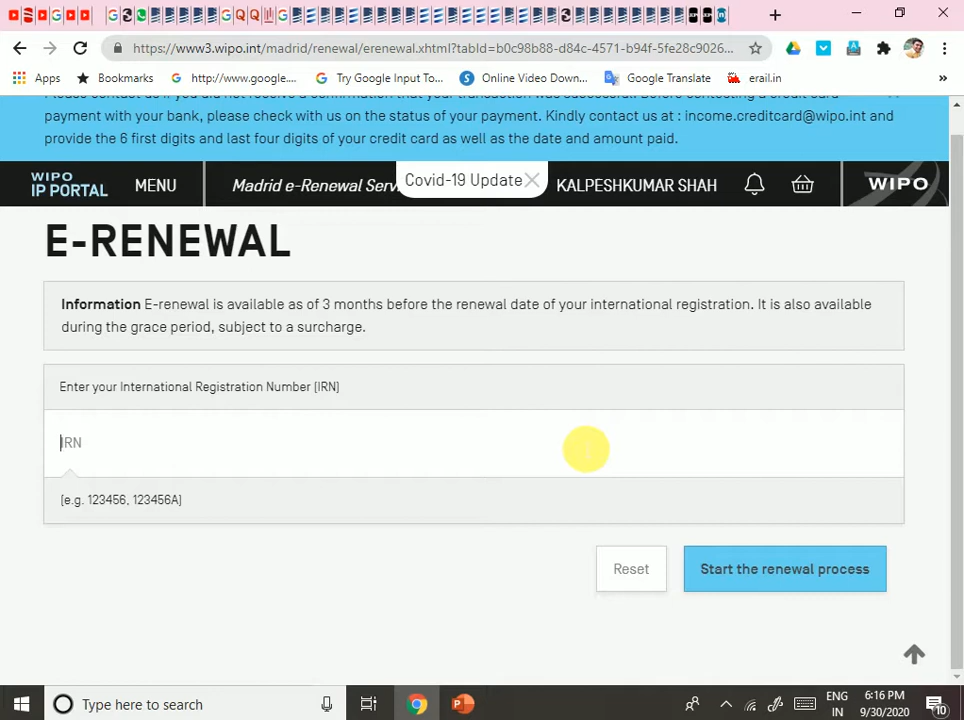 https://www3.wipo.int/madrid/renewal/erenewal.xhtml?tabId=b0c98b88-d84c-4571-b94f-5fe28c9026...
Apps Bookmarks http://www.google.... Try Google Input To... Online Video Down... Google Translate erail.in »
payment with your bank, please check with us on the status of your payment. Kindly contact us at : income.creditcard@wipo.int and
provide the 6 first digits and last four digits of your credit card as well as the date and amount paid.
WIPO
IP PORTAL
MENU
Madrid e-Renewal Serv
Covid-19 Update
KALPESHKUMAR SHAH
WIPO
E-RENEWAL
Information E-renewal is available as of 3 months before the renewal date of your international registration. It is also available
during the grace period, subject to a surcharge.
Enter your International Registration Number [IRN]
IRN
[e.g. 123456, 123456A]
Reset
Start the renewal process
Type here to search
ENG
IN
6:16 PM
9/30/2020
10